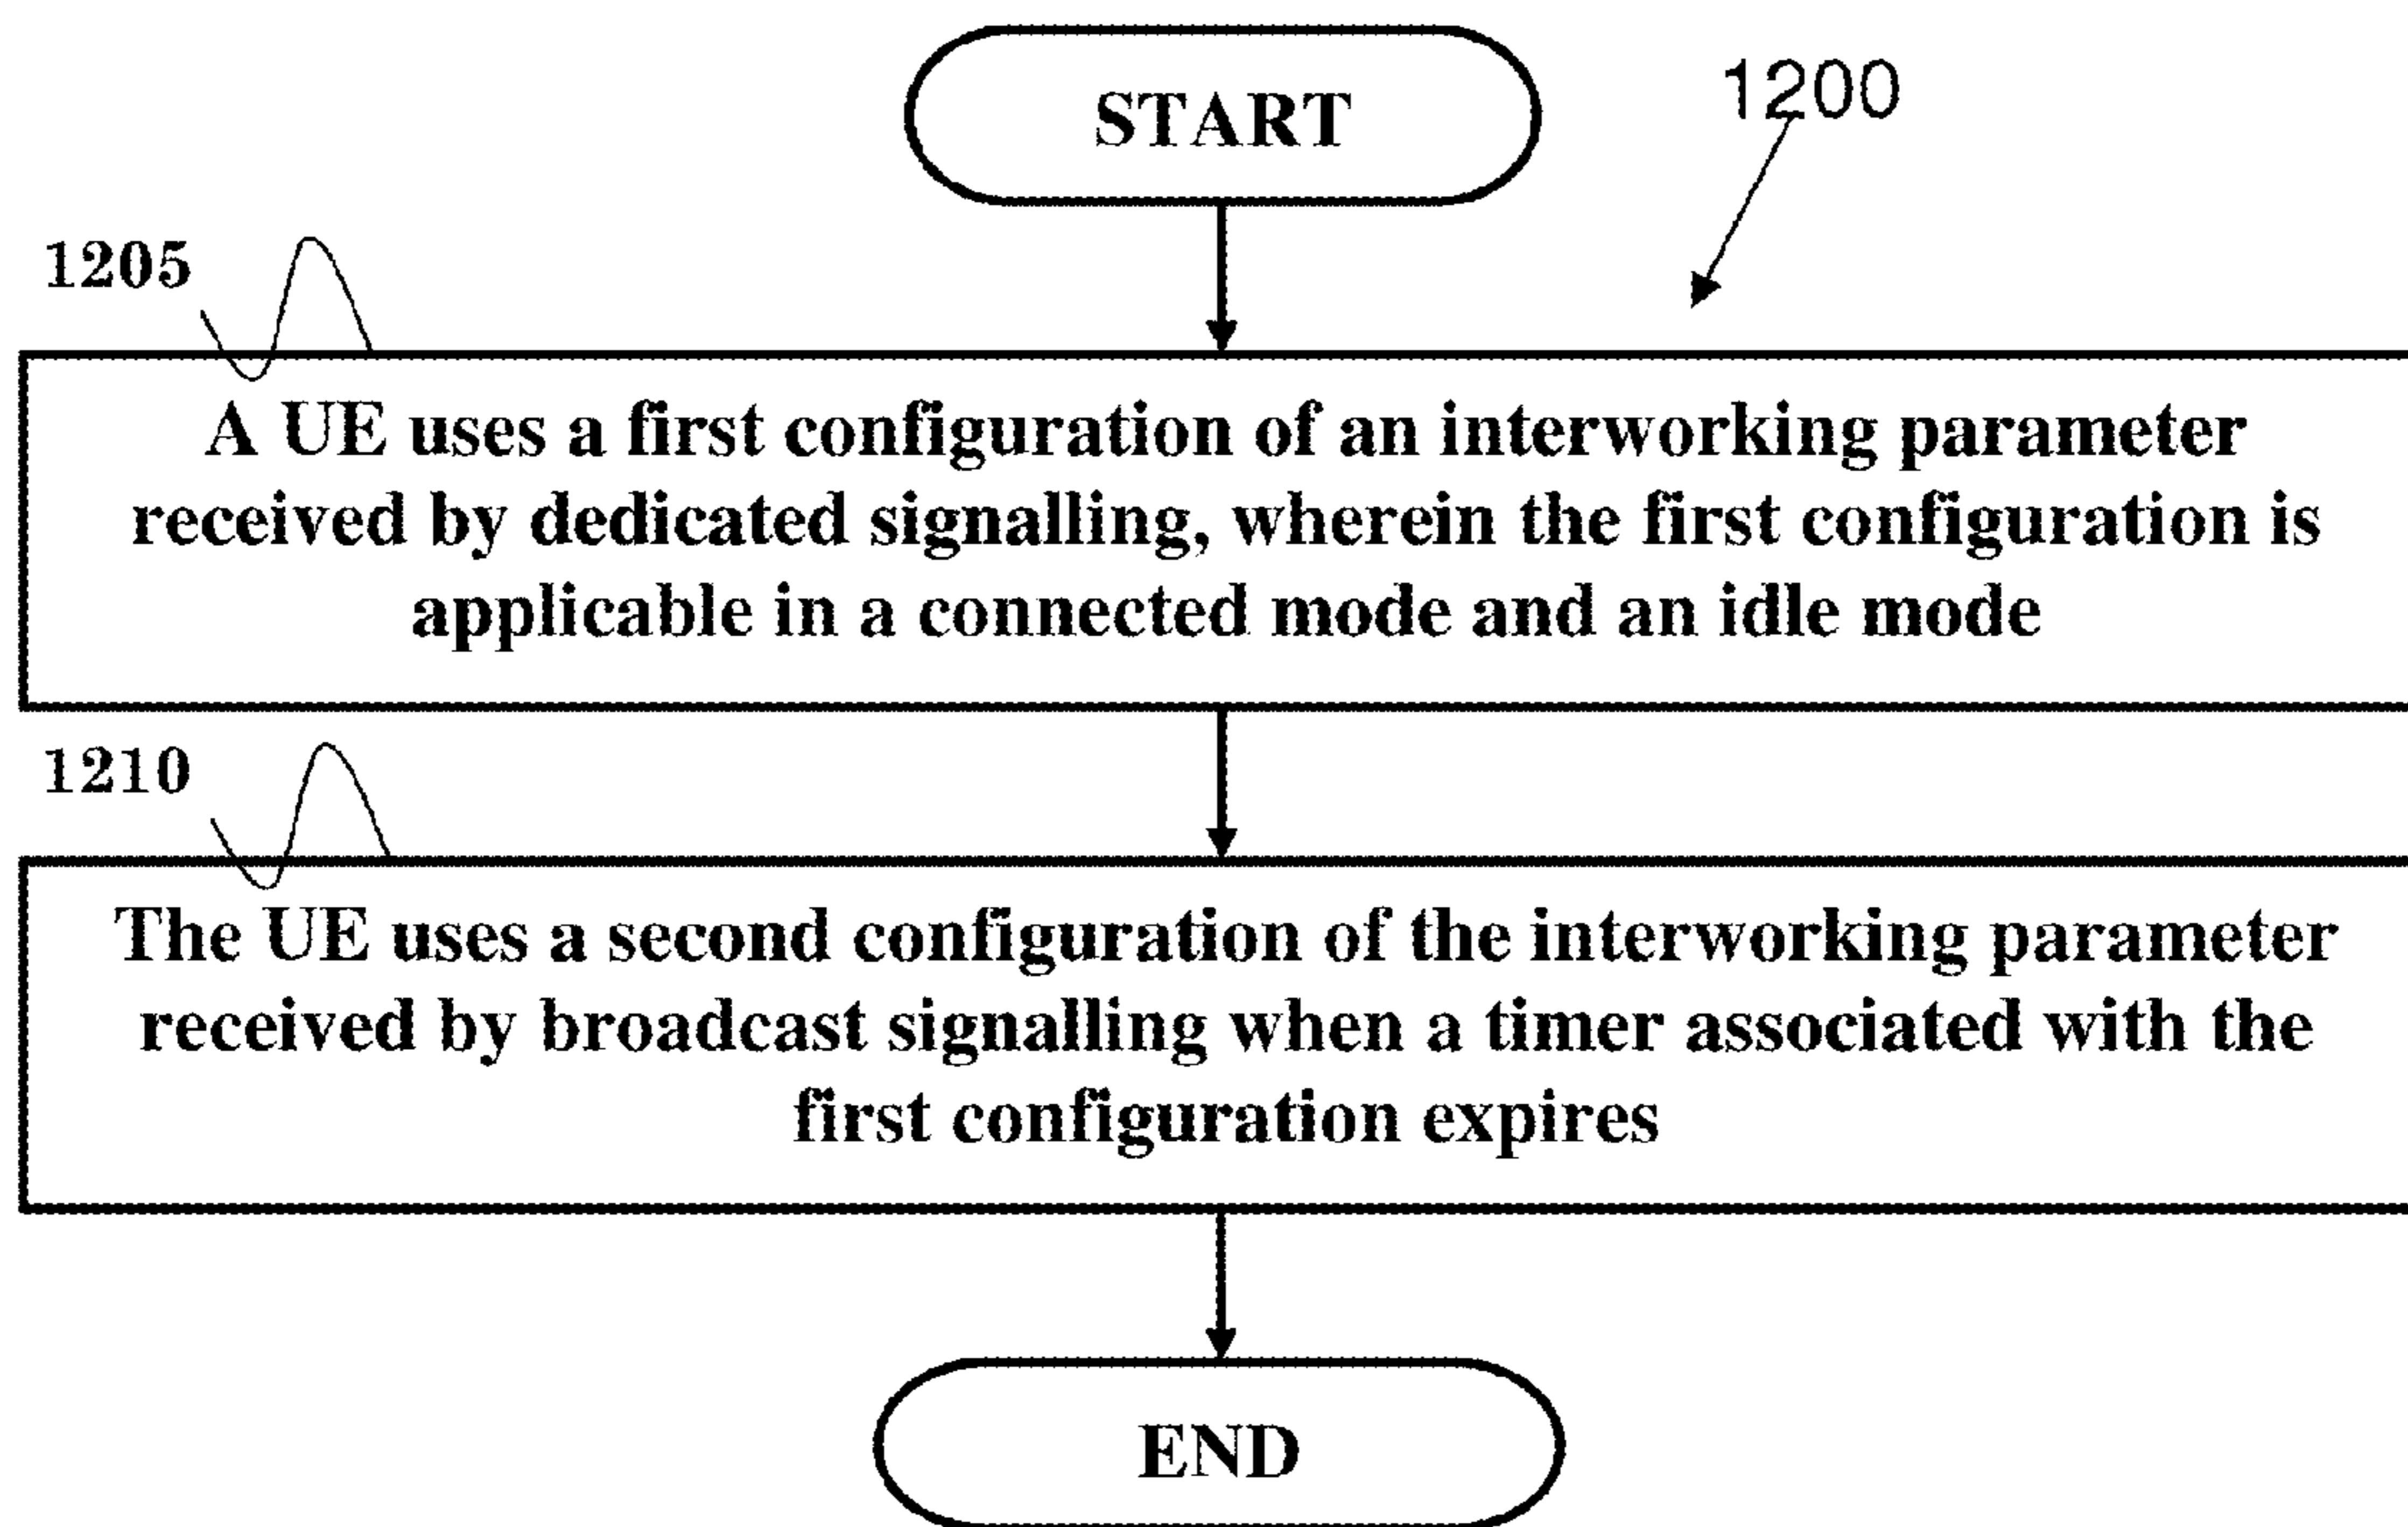 START
1200
1205
A UE uses a first configuration of an interworking parameter
received by dedicated signalling, wherein the first configuration is
applicable in a connected mode and an idle mode
1210
The UE uses a second configuration of the interworking parameter
received by broadcast signalling when a timer associated with the
first configuration expires
END